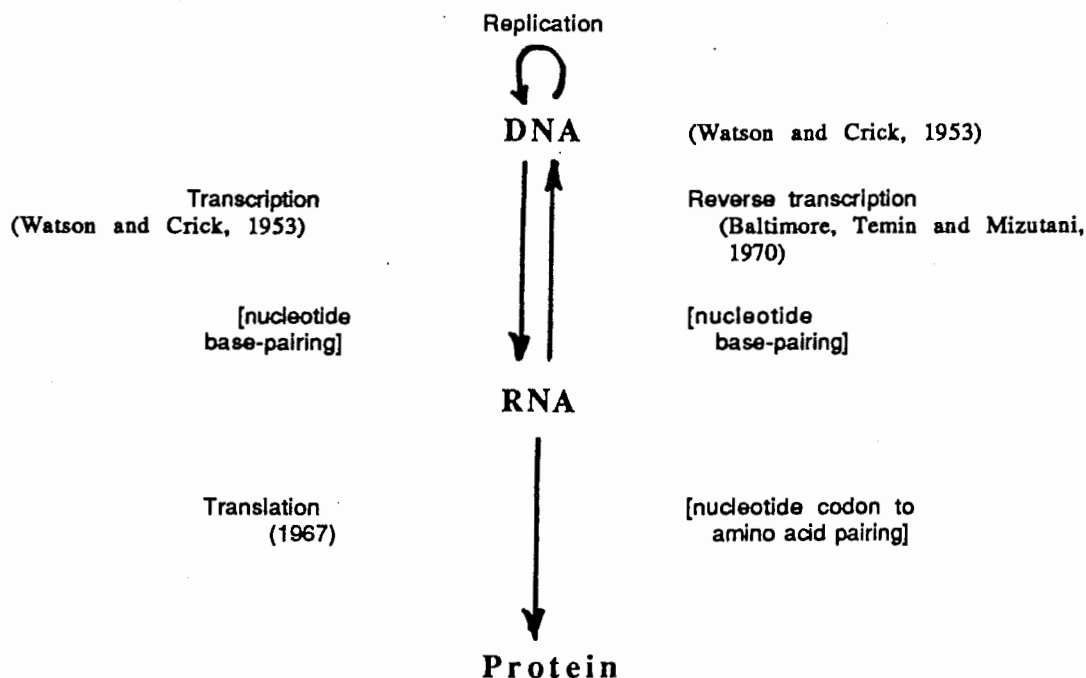 Replication
DNA
(Watson and Crick, 1953)
Transcription
(Watson and Crick, 1953)
Reverse transcription
(Baltimore, Temin and Mizutani,
1970)
[nucleotide
base-pairing]
[nucleotide
base-pairing]
RNA
Translation
(1967)
[nucleotide codon to
amino acid pairing]
Protein